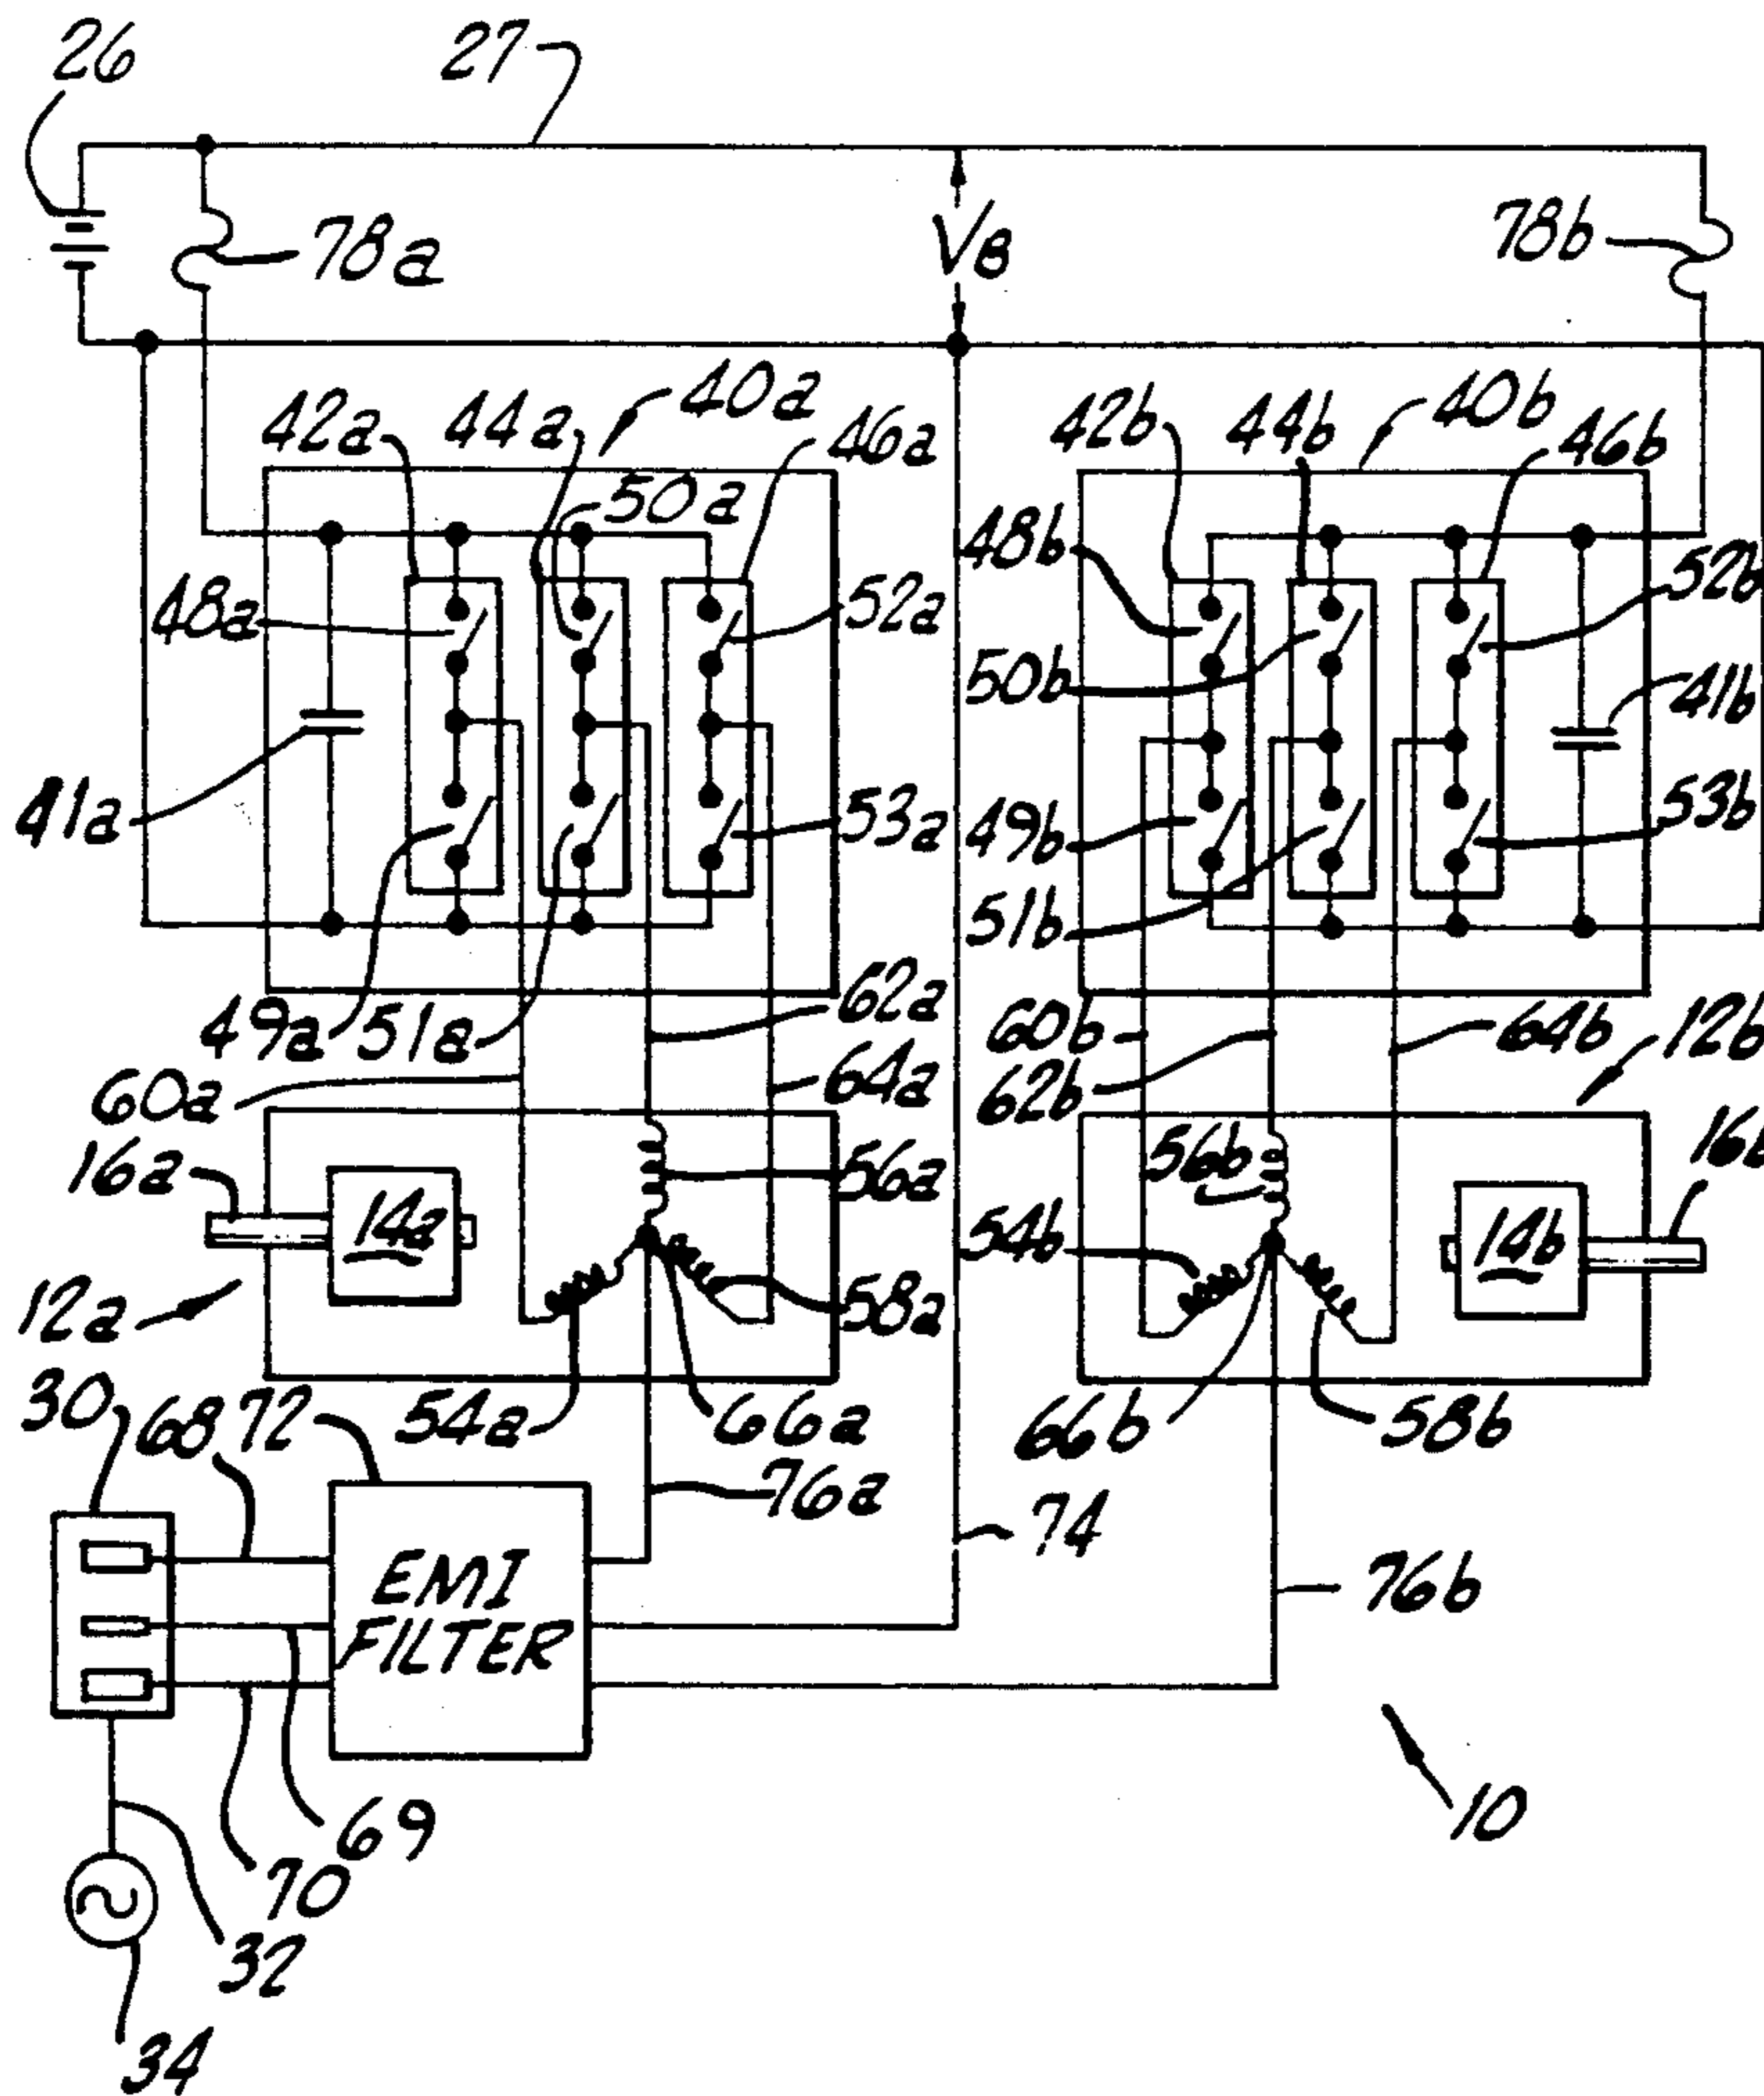 26 27
78a VB 78b
42a 44a 40a 46a 42b 44b 40b 46b
50a
48b
48a 52a 52b
50b
41b
41a 53a 49b 53b
51b
49a 51a 62a 60b 64b 12b
60a 64a 62b
16a 56a 56b
14a 54b 14b
12a 58a
30 68 72 54a 66a 66b 58b
76a
74
EMI 76b
FILTER
69 10
70
32
34